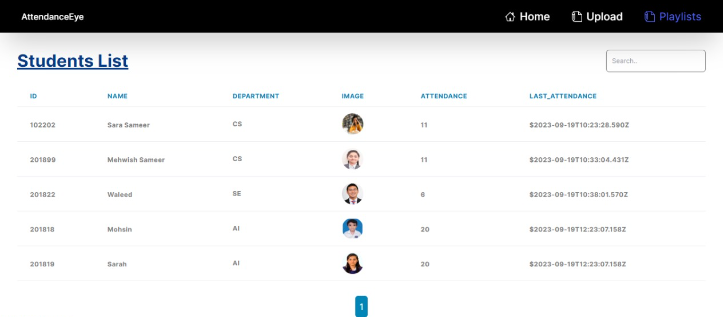 AttendanceEye Home Upload Playlists
Students List Search..
ID NAME DEPARTMENT IMAGE ATTENDANCE LAST_ATTENDANCE
102202 Sara Sameer CS 11 $2023-09-19T10:23:26.590Z
201899 Mehwish Sameer CS 11 $2023-09-19T10:33:04.431Z
201822 Waleed SE 6 $2023-09-19T10:38:01.570Z
201818 Mohsin AI 20 $2023-09-19T12:23:07.158Z
201819 Sarah AI 20 $2023-09-19T12:23:07.158Z
1